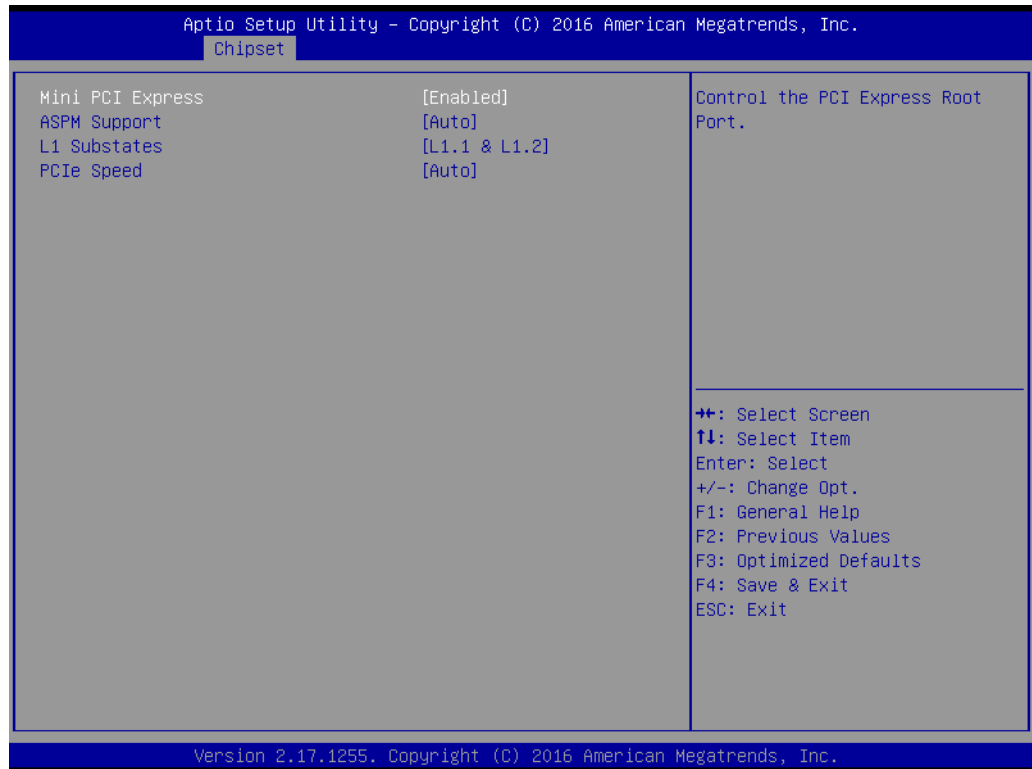 Aptio Setup Utility – Copyright (C) 2016 American Megatrends, Inc.
Chipset
Mini PCI Express [Enabled]
ASPM Support [Auto]
L1 Substates [L1.1 & L1.2]
PCIe Speed [Auto]
Control the PCI Express Root
Port.
→←: Select Screen
↑↓: Select Item
Enter: Select
+/-: Change Opt.
F1: General Help
F2: Previous Values
F3: Optimized Defaults
F4: Save & Exit
ESC: Exit
Version 2.17.1255. Copyright (C) 2016 American Megatrends, Inc.